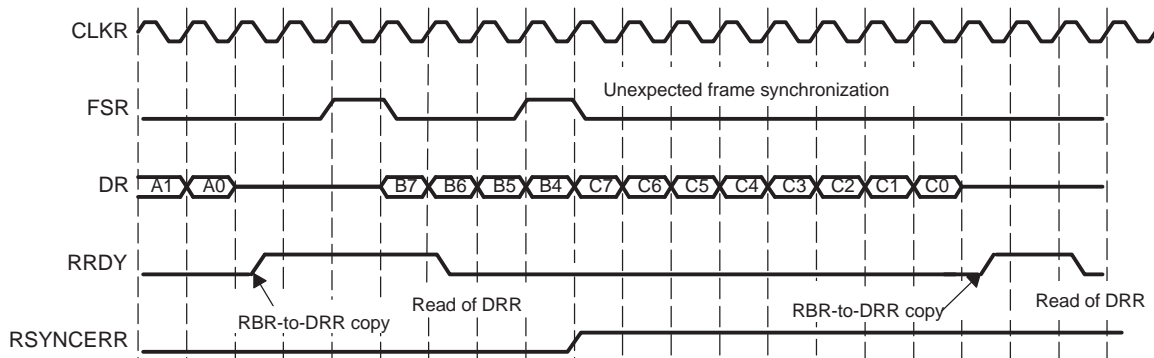 CLKR
FSR
Unexpected frame synchronization
DR
A1 A0 B7 B6 B5 B4 C7 C6 C5 C4 C3 C2 C1 C0
RRDY
Read of DRR
RBR-to-DRR copy
RBR-to-DRR copy
Read of DRR
RSYNCERR